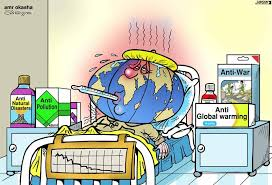 amr okasha
Anti
Natural
Disasters
Anti
Pollution
Anti-War
Anti
Global warming